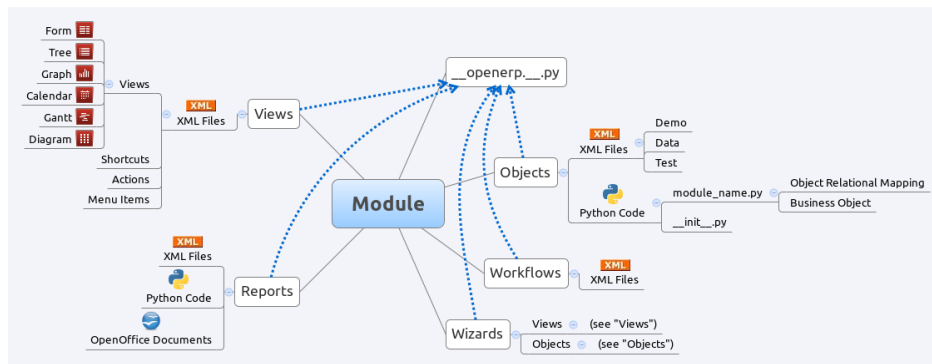 Form
Tree
Graph
Calendar
Gantt
Diagram
Views
Shortcuts
Actions
Menu Items
XML
XML Files
Views
__openerp.__.py
Module
Objects
XML
XML Files
Demo
Data
Test
Python Code
module_name.py
Object Relational Mapping
Business Object
__init__.py
Workflows
XML
XML Files
Wizards
Views
(see "Views")
Objects
(see "Objects")
Reports
XML
XML Files
Python Code
OpenOffice Documents